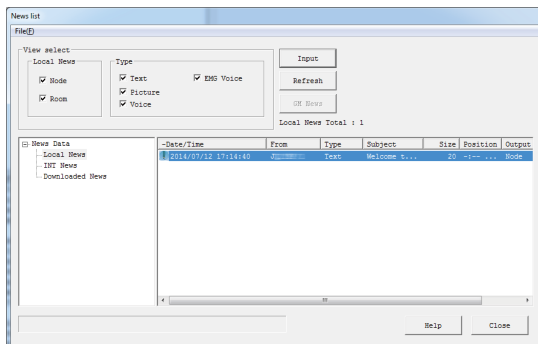 News list
File(F)
View select
Local News
Node
Room
Type
Text
Picture
Voice
EMG Voice
Input
Refresh
GM News
Local News Total : 1
News Data
Local News
INT News
Downloaded News
-Date/Time From Type Subject Size Position Output
2014/07/12 17:14:40 Text Welcome t... 20 -:-- ... Node
Help Close